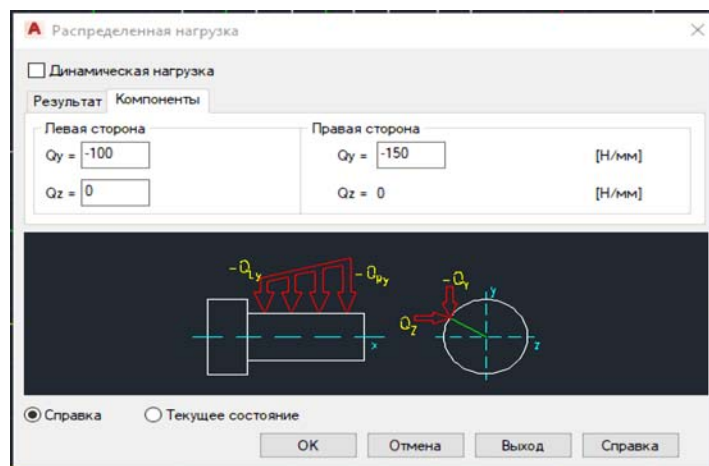 A Распределенная нагрузка
Динамическая нагрузка
Результат Компоненты
Левая сторона Правая сторона
Qy = -100 Qy = -150 [Н/мм]
Qz = 0 Qz = 0 [Н/мм]
-QLy -QRy -QY y
QZ
x z
Справка Текущее состояние
OK Отмена Выход Справка